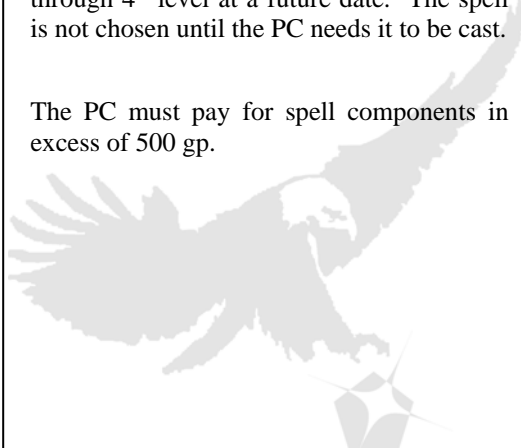 through 4th level at a future date. The spell
is not chosen until the PC needs it to be cast.
The PC must pay for spell components in
excess of 500 gp.